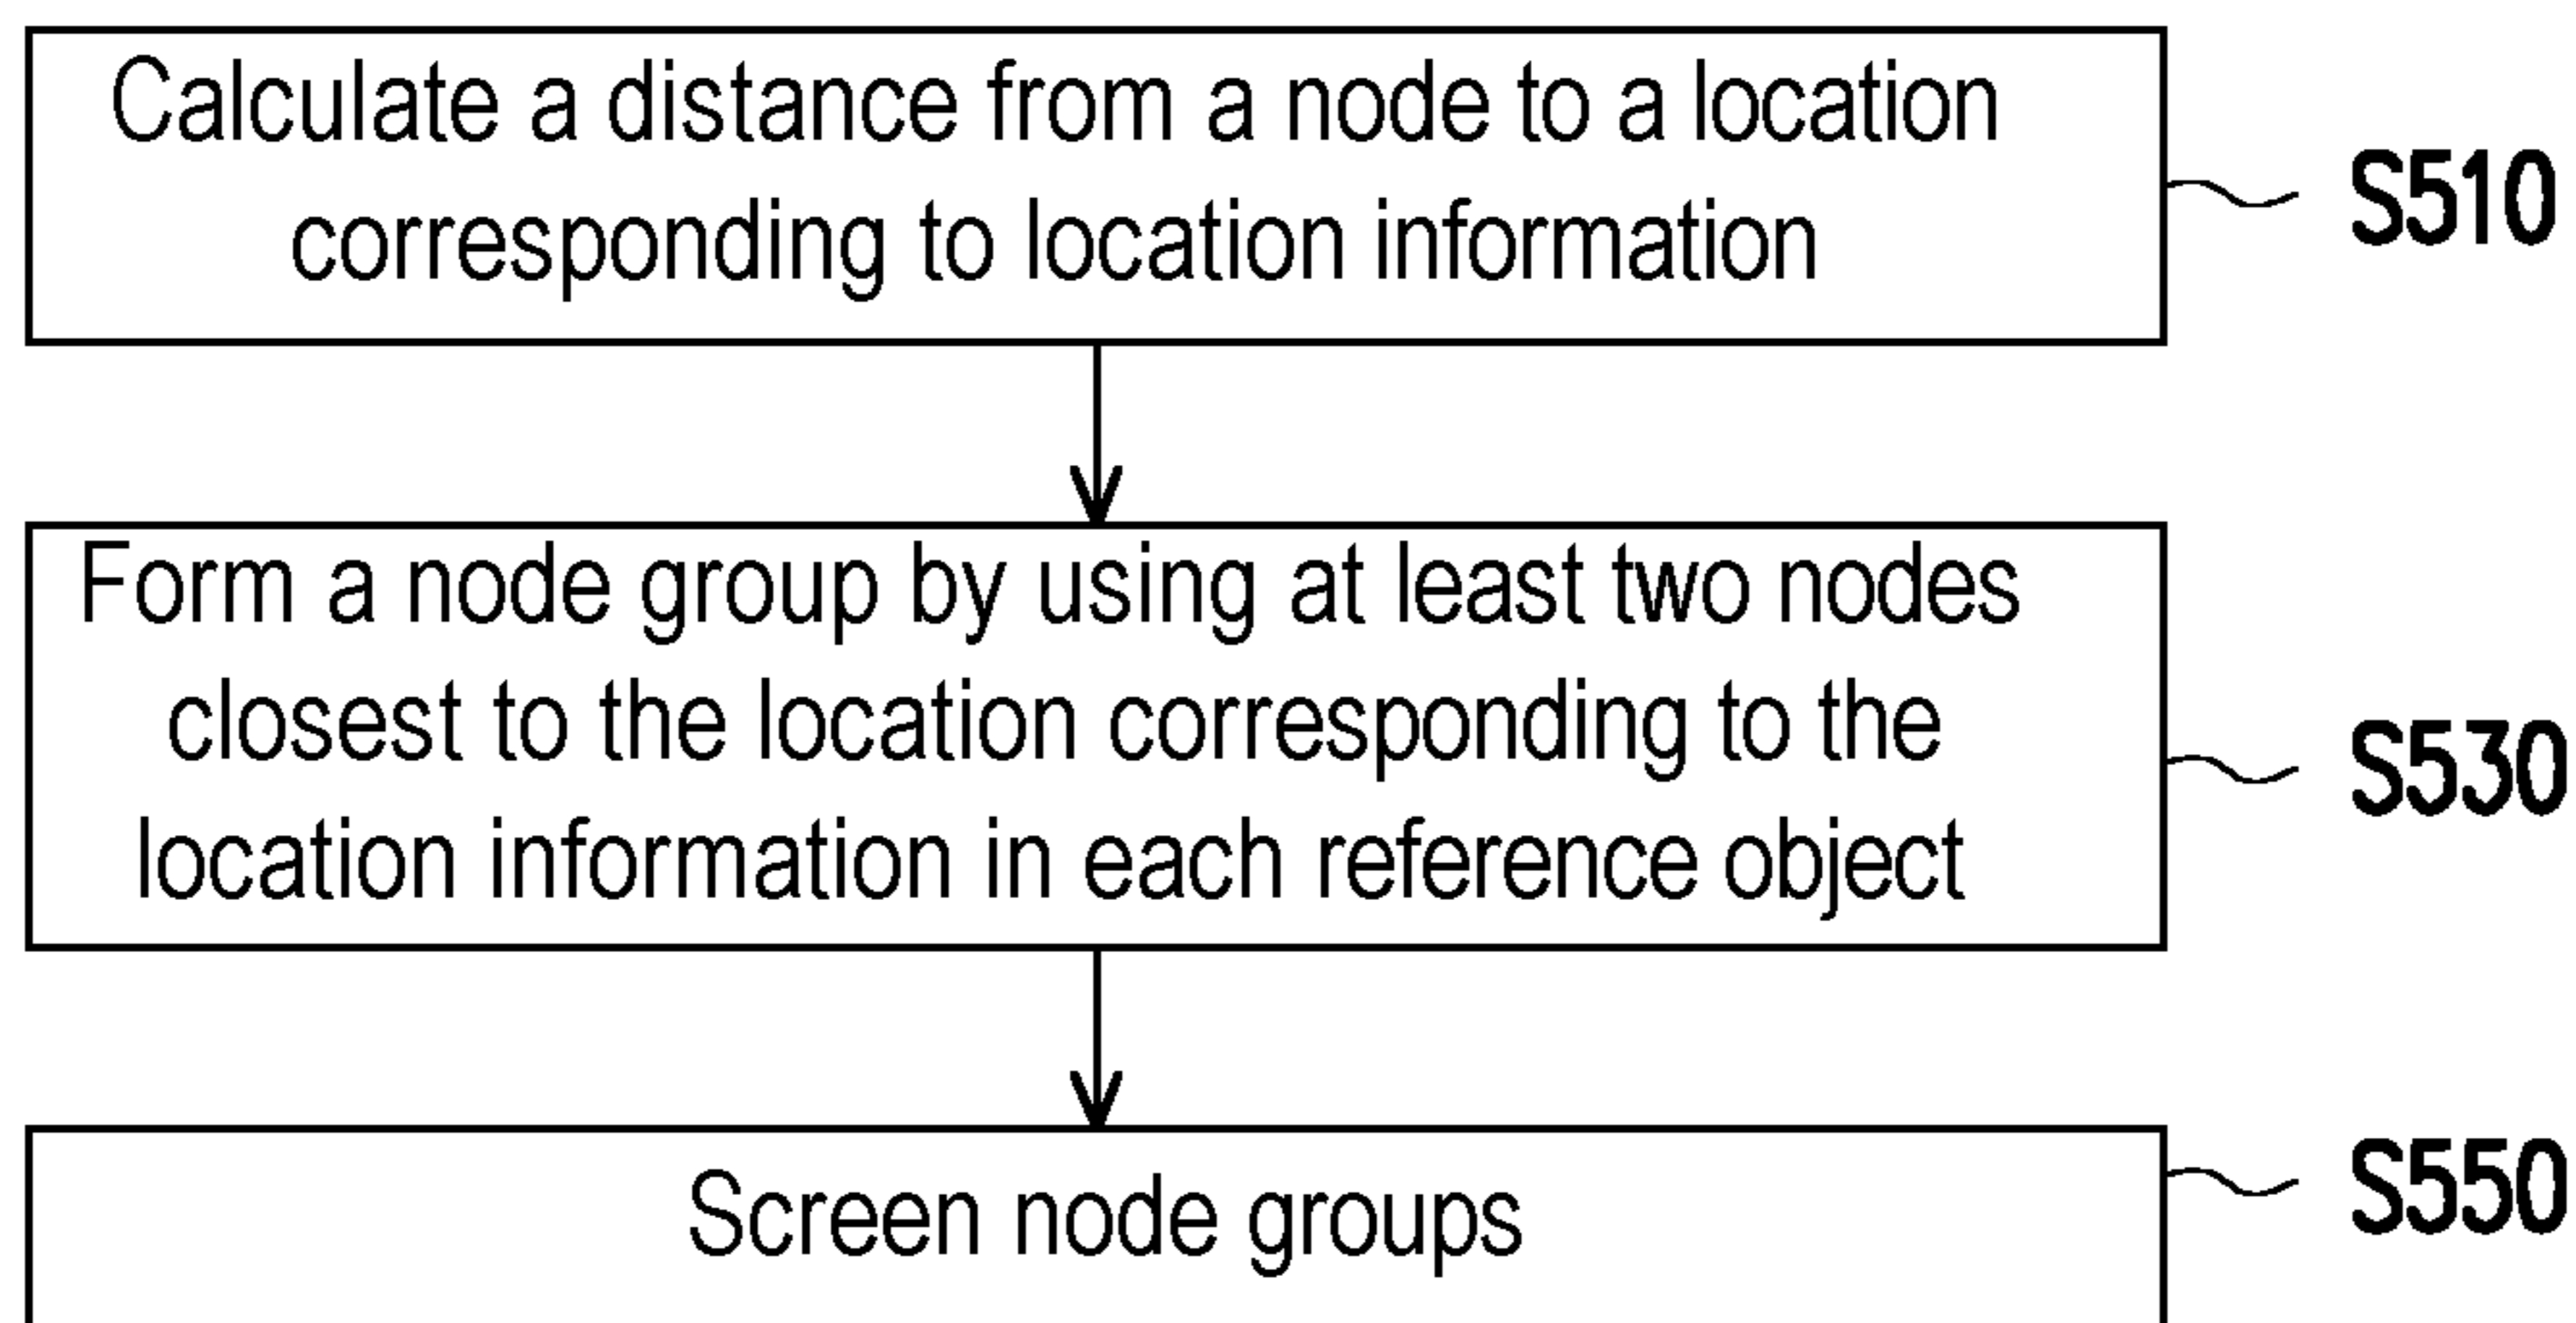 Calculate a distance from a node to a location
corresponding to location information
S510
Form a node group by using at least two nodes
closest to the location corresponding to the
location information in each reference object
S530
Screen node groups
S550